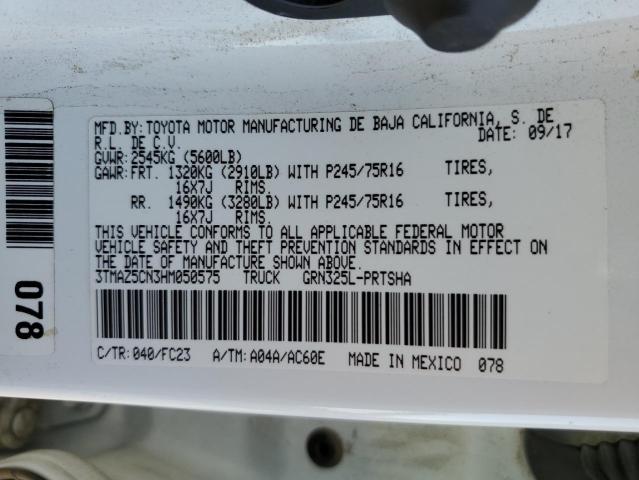 MFD.BY:TOYOTA MOTOR MANUFACTURING DE BAJA CALIFORNIA, S. DE
R.L. DE C.V. DATE: 09/17
GVWR:2545KG (5600LB)
GAWR:FRT. 1320KG (2910LB) WITH P245/75R16 TIRES,
16X7J RIMS.
RR. 1490KG (3280LB) WITH P245/75R16 TIRES,
16X7J RIMS.
THIS VEHICLE CONFORMS TO ALL APPLICABLE FEDERAL MOTOR
VEHICLE SAFETY AND THEFT PREVENTION STANDARDS IN EFFECT ON
THE DATE OF MANUFACTURE SHOWN ABOVE.
3TMAZ5CN3HM050575 TRUCK GRN325L-PRTSHA
C/TR:040/FC23 A/TM:A04A/AC60E MADE IN MEXICO 078
078